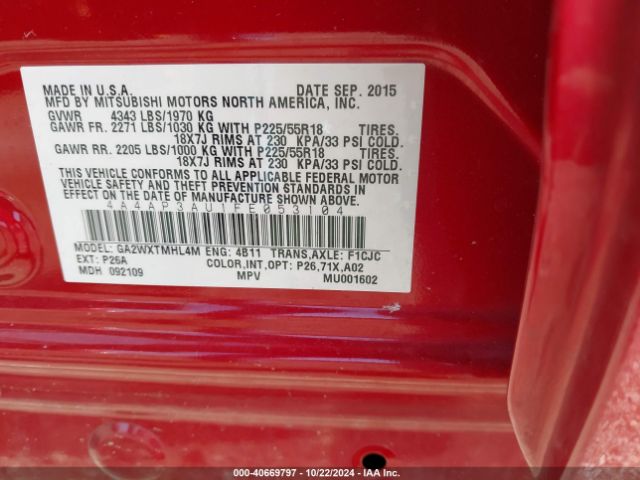 MADE IN U.S.A. DATE SEP. 2015
MFD BY MITSUBISHI MOTORS NORTH AMERICA, INC.
GVWR 4343 LBS/1970 KG
GAWR FR. 2271 LBS/1030 KG WITH P225/55R18 TIRES.
18X7J RIMS AT 230 KPA/33 PSI COLD.
GAWR RR. 2205 LBS/1000 KG WITH P225/55R18 TIRES.
18X7J RIMS AT 230 KPA/33 PSI COLD.
THIS VEHICLE CONFORMS TO ALL APPLICABLE FEDERAL MOTOR
VEHICLE SAFETY AND THEFT PREVENTION STANDARDS IN
EFFECT ON THE DATE OF MANUFACTURE SHOWN ABOVE.
4A4AP3AU1FE053104
MODEL: GA2WXTMHL4M ENG: 4B11 TRANS,AXLE: F1CJC
EXT: P26A COLOR,INT,OPT: P26,71X,A02
MDH 092109 MPV MU001602
000-40669797 - 10/22/2024 - IAA Inc.